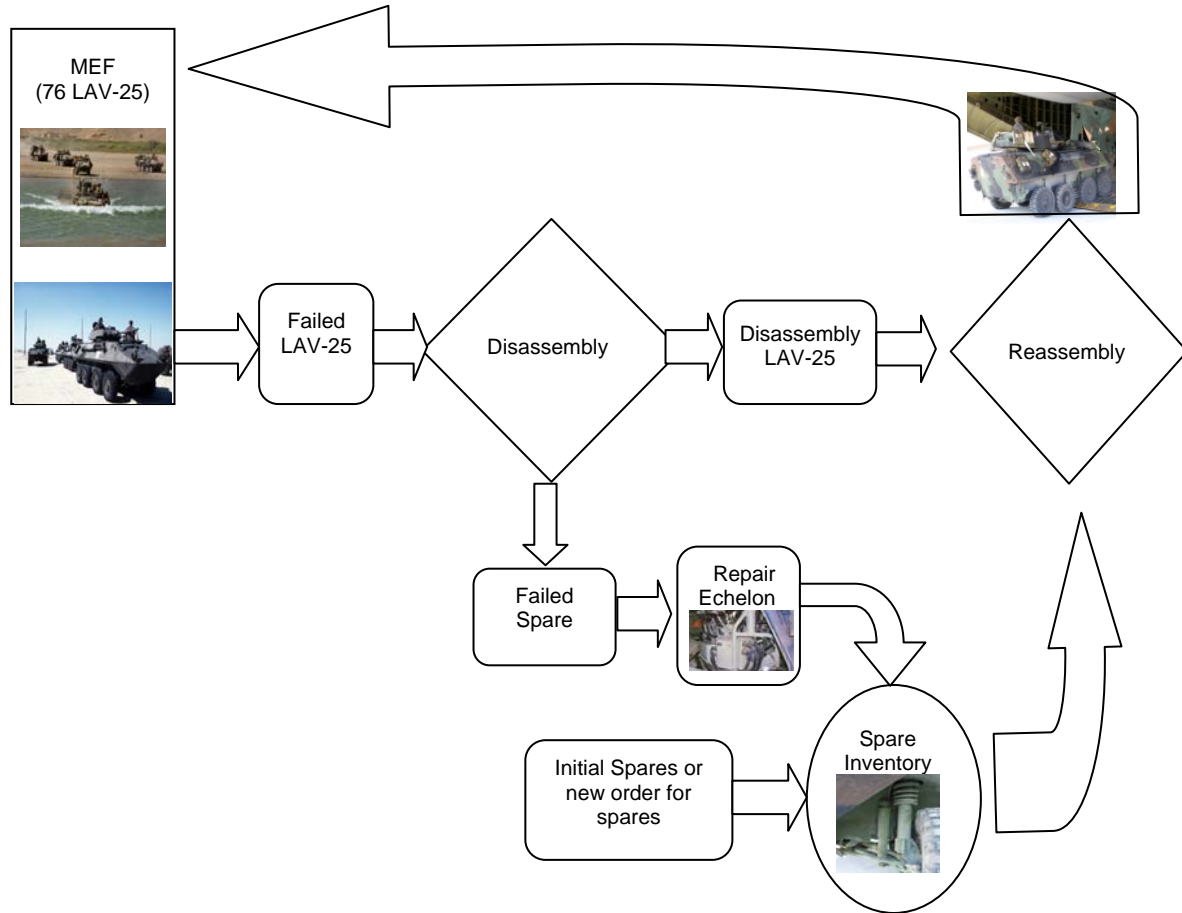 MEF
(76 LAV-25)
Failed
LAV-25
Disassembly
Disassembly
LAV-25
Reassembly
Failed
Spare
Repair
Echelon
Initial Spares or
new order for
spares
Spare
Inventory